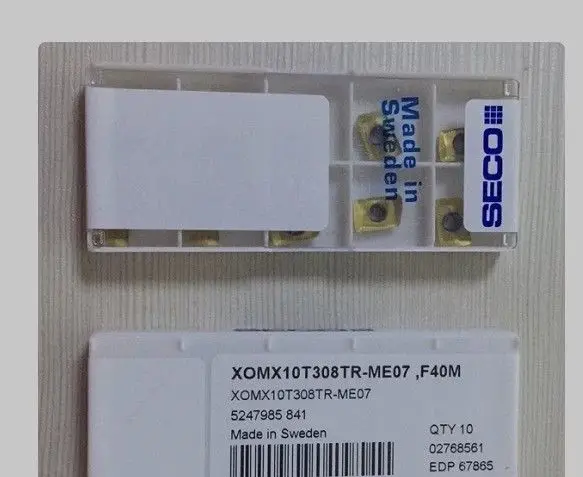 Made in
Sweden
SECO
XOMX10T308TR-ME07 ,F40M
XOMX10T308TR-ME07
5247985 841
Made in Sweden
QTY 10
02768561
EDP 67865